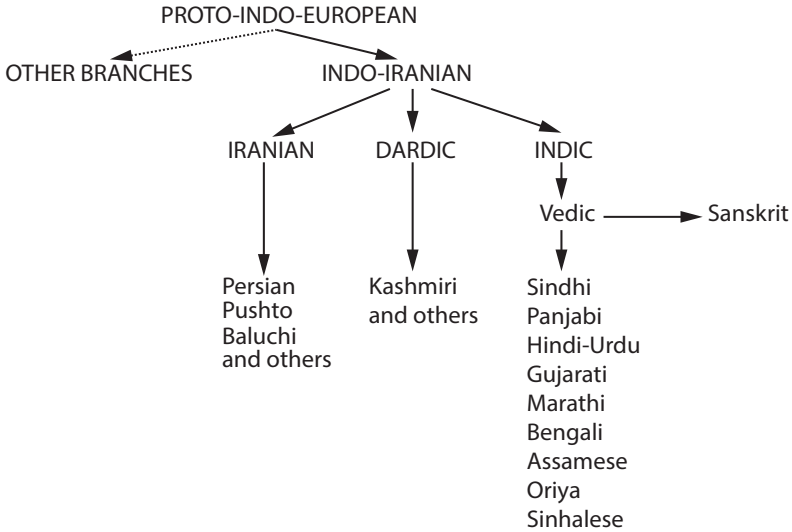 PROTO-INDO-EUROPEAN
OTHER BRANCHES
INDO-IRANIAN
IRANIAN
DARDIC
INDIC
Vedic
Sanskrit
Persian
Pushto
Baluchi
and others
Kashmiri
and others
Sindhi
Panjabi
Hindi-Urdu
Gujarati
Marathi
Bengali
Assamese
Oriya
Sinhalese